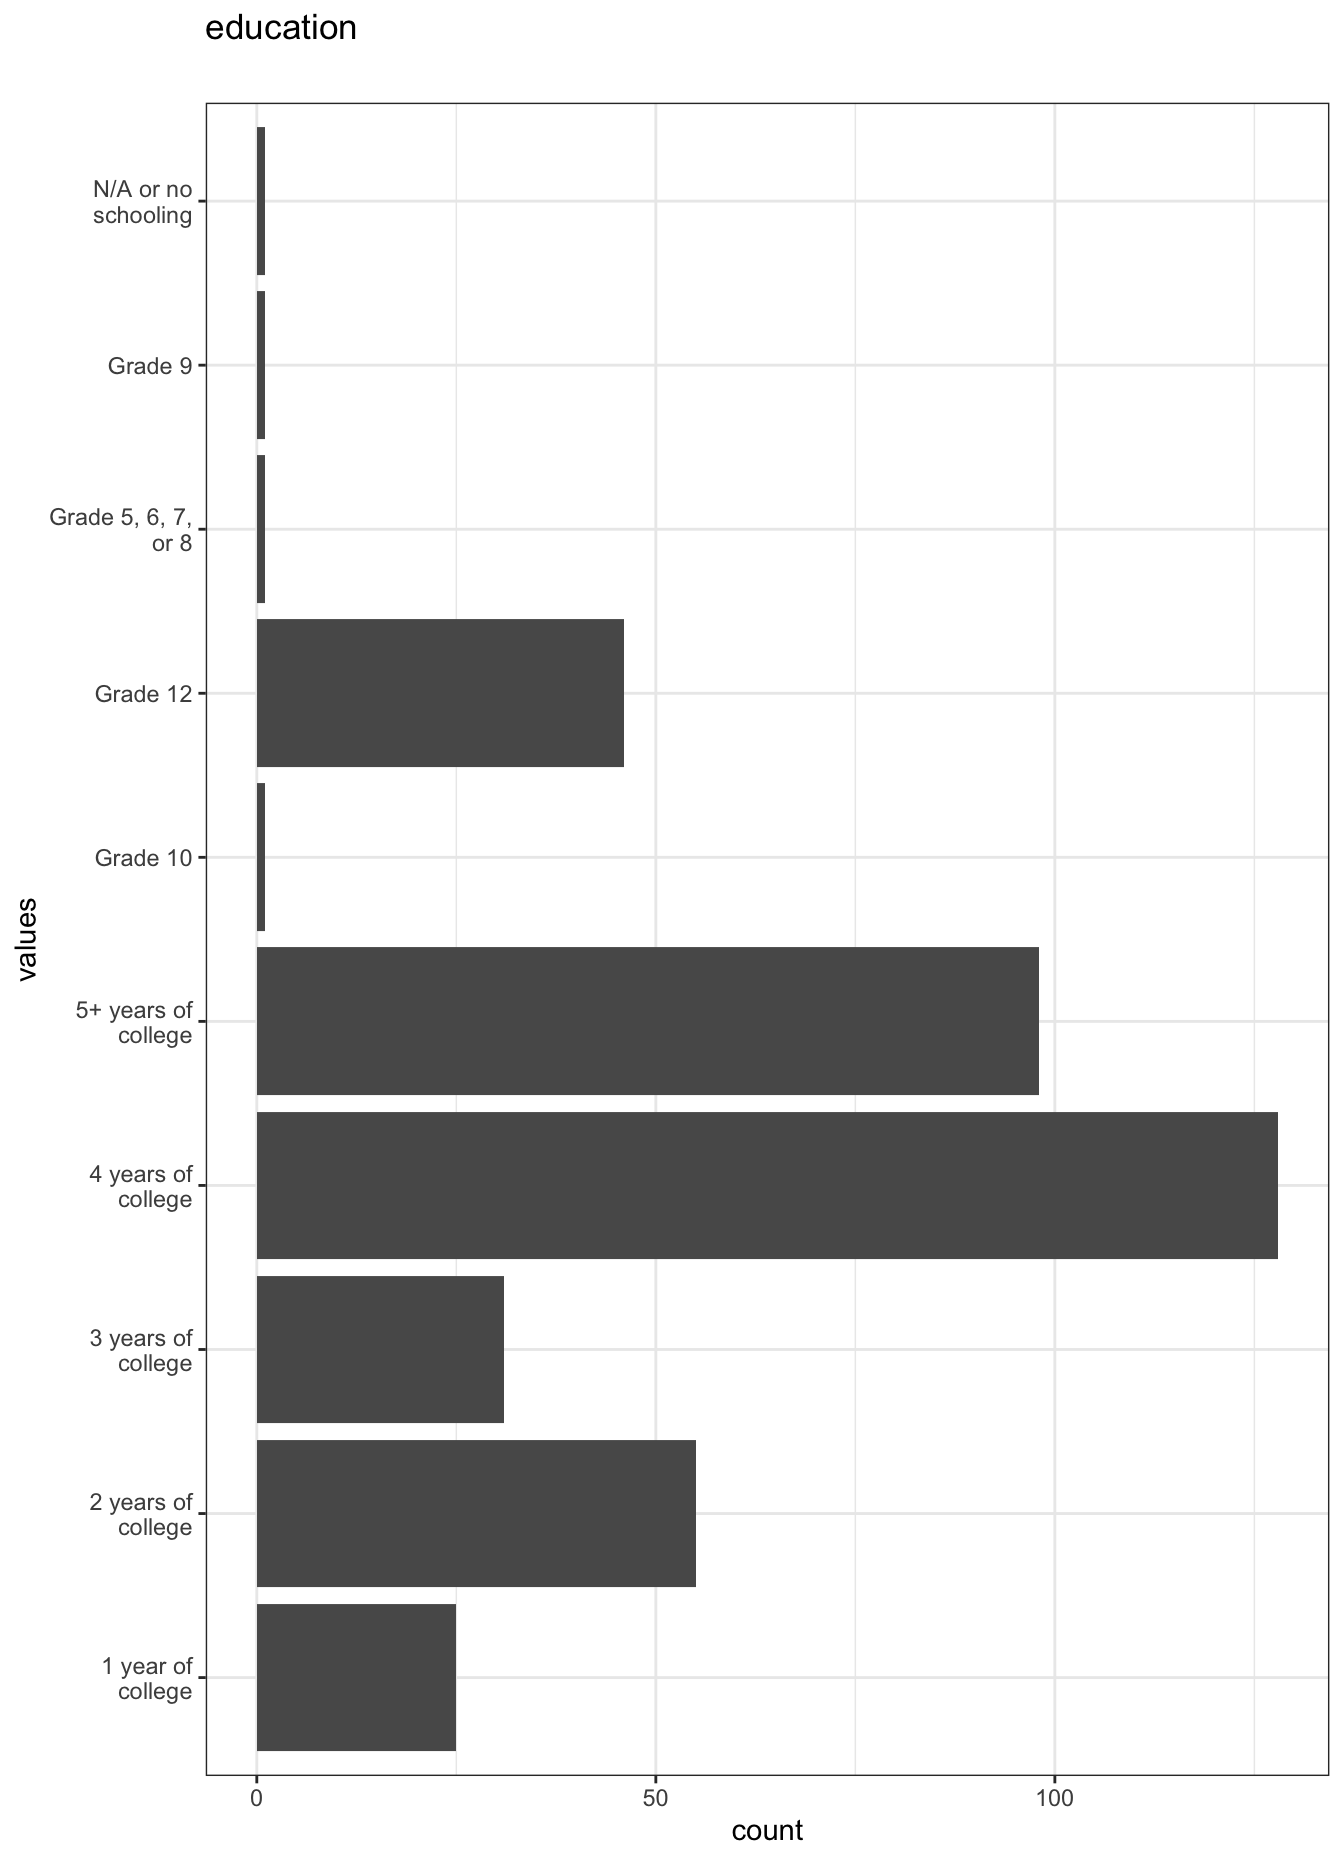 education
N/A or no
schooling
Grade 9
Grade 5, 6, 7,
or 8
Grade 12
Grade 10
5+ years of
college
4 years of
college
3 years of
college
2 years of
college
1 year of
college
values
0
50
100
count